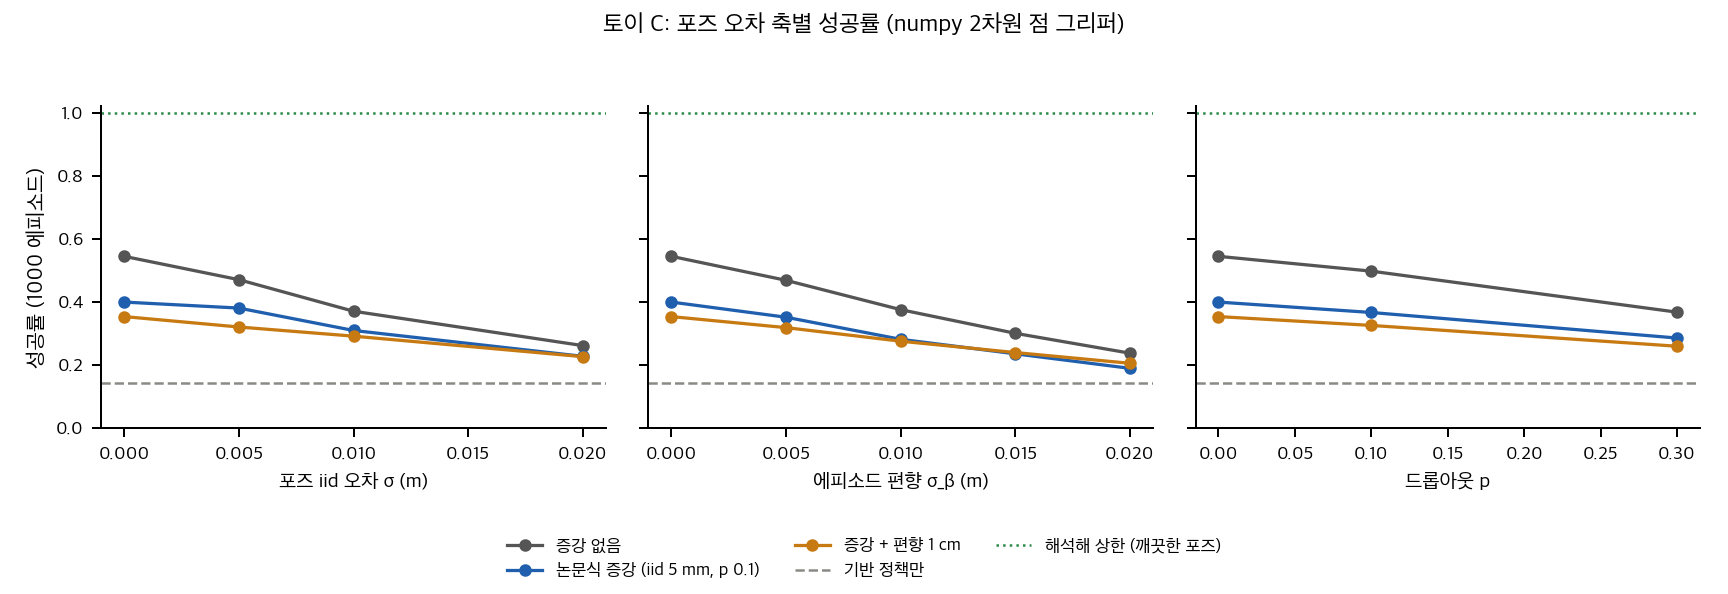 토이 C: 포즈 오차 축별 성공률 (numpy 2차원 점 그리퍼)
성공률 (1000 에피소드)
1.0
0.8
0.6
0.4
0.2
0.0
0.000 0.005 0.010 0.015 0.020
포즈 iid 오차 σ (m)
0.000 0.005 0.010 0.015 0.020
에피소드 편향 σ_β (m)
0.00 0.05 0.10 0.15 0.20 0.25 0.30
드롭아웃 p
증강 없음
논문식 증강 (iid 5 mm, p 0.1)
증강 + 편향 1 cm
기반 정책만
해석해 상한 (깨끗한 포즈)